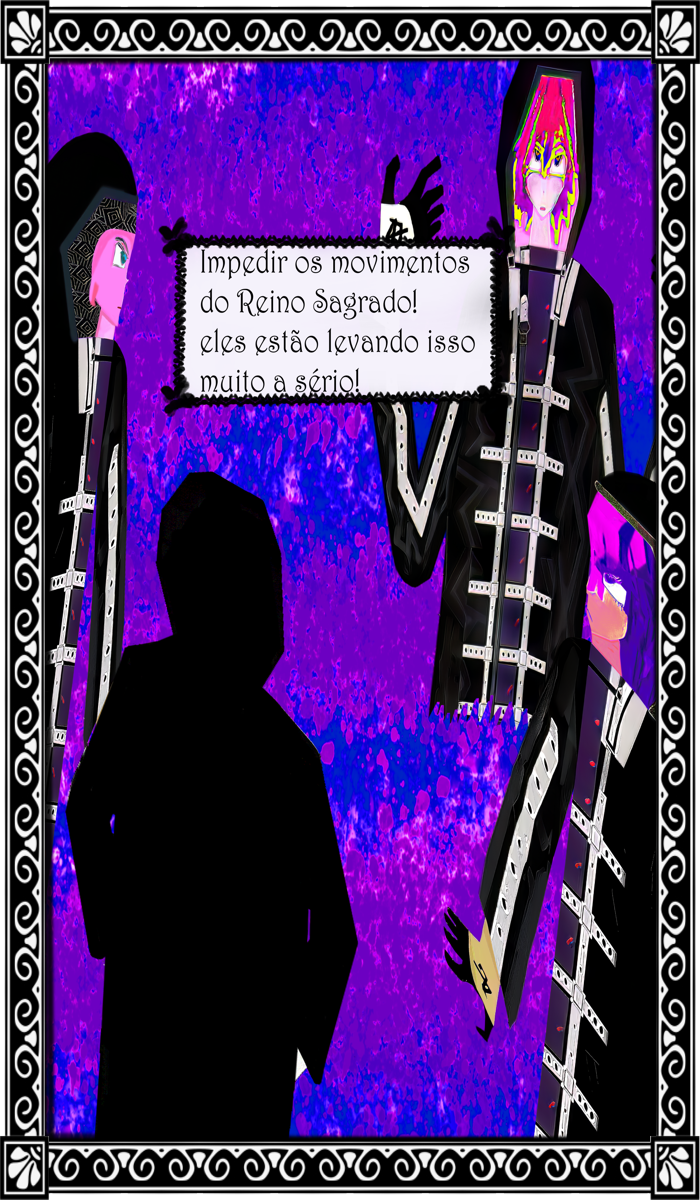 Impedir os movimentos
do Reino Sagrado!
eles estão levando isso
muito a sério!